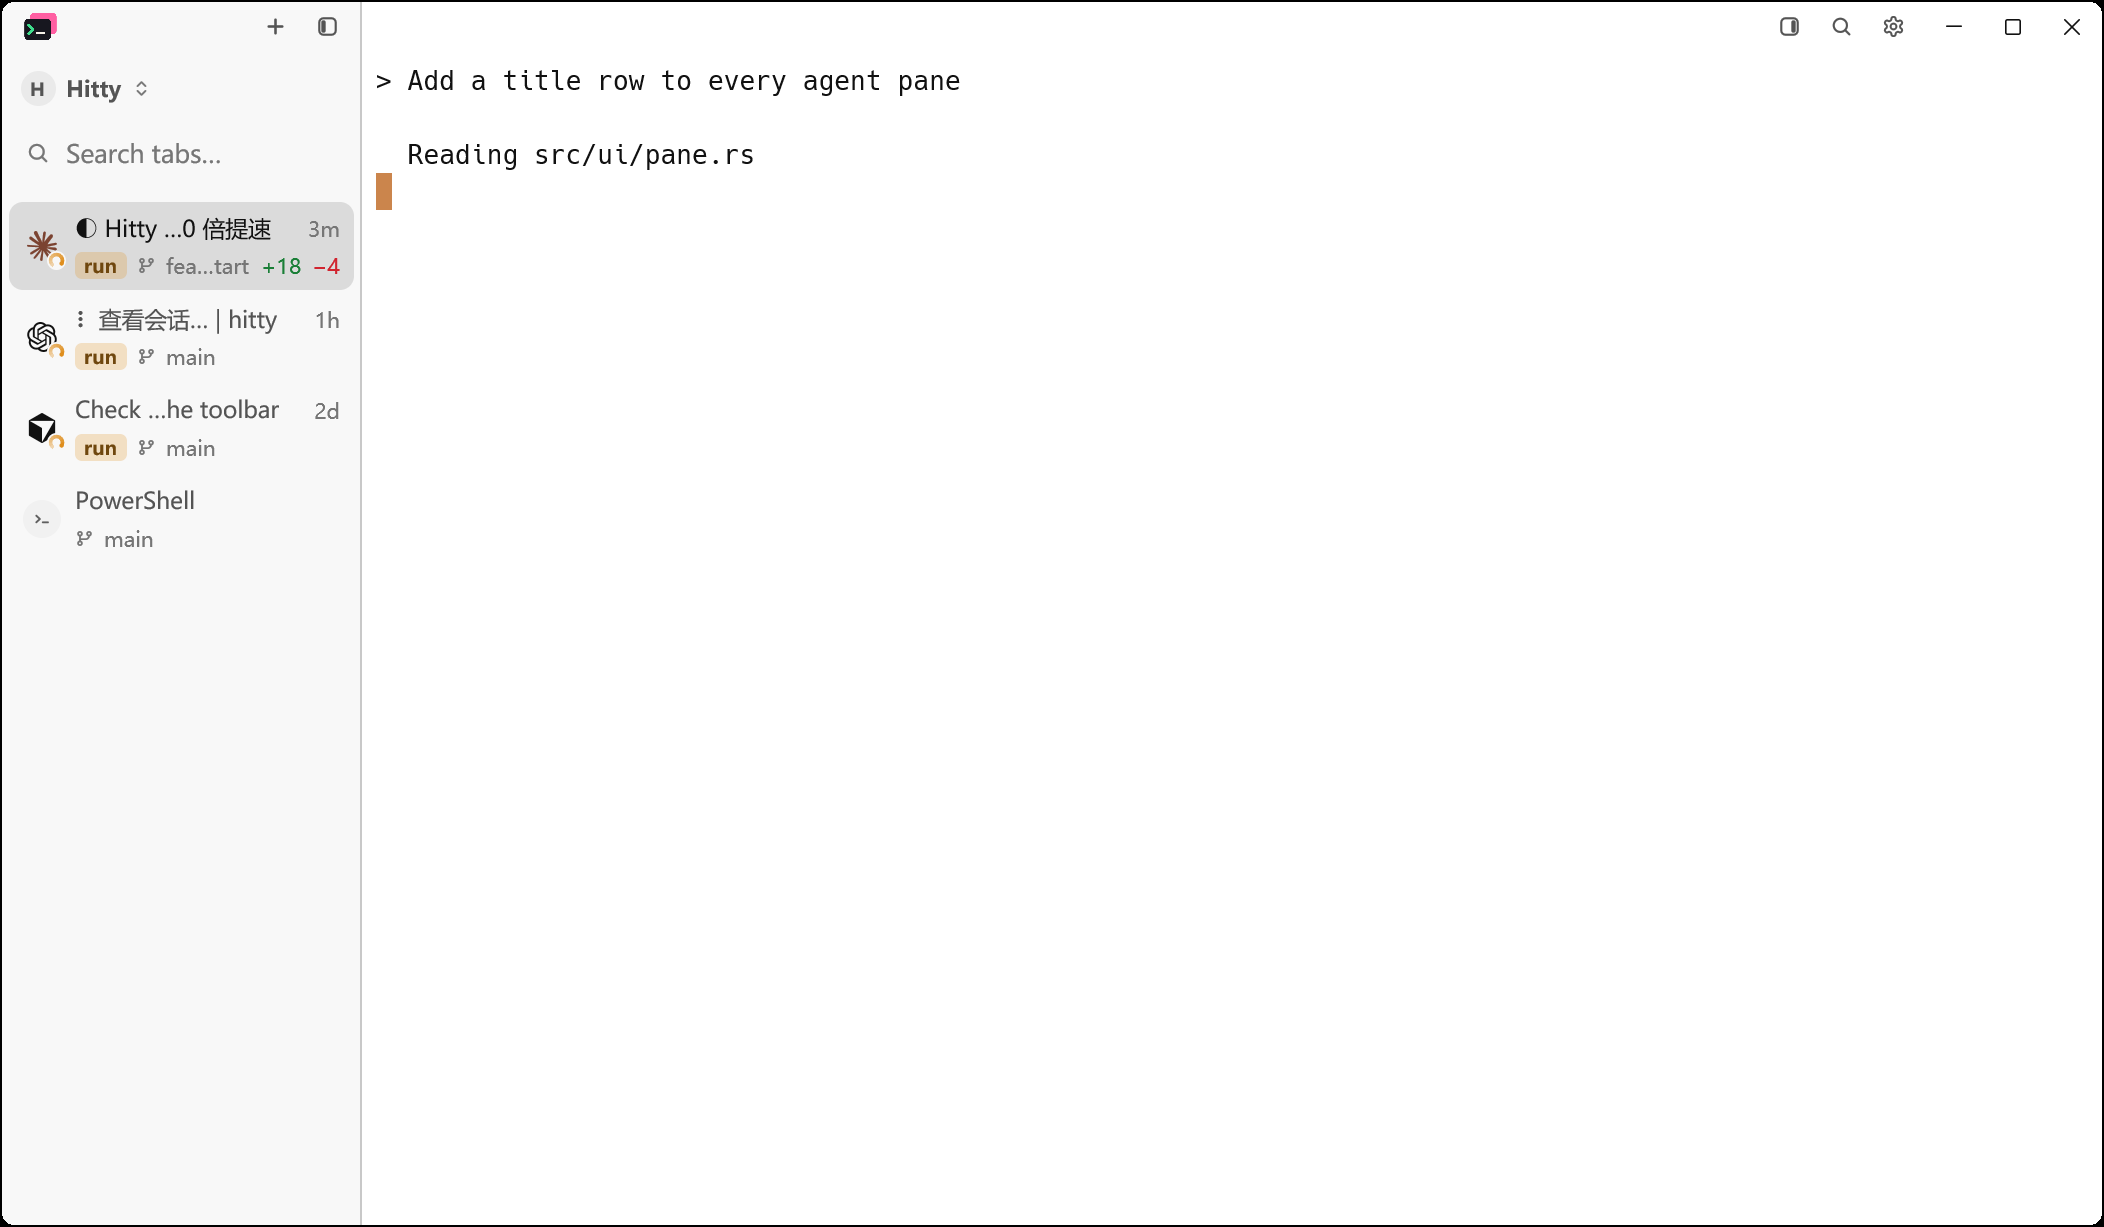 H Hitty
Search tabs...
◐ Hitty ...0 倍提速 3m
run fea...tart +18 −4
⋮ 查看会话... | hitty 1h
run main
Check ...he toolbar 2d
run main
PowerShell
main
> Add a title row to every agent pane
Reading src/ui/pane.rs